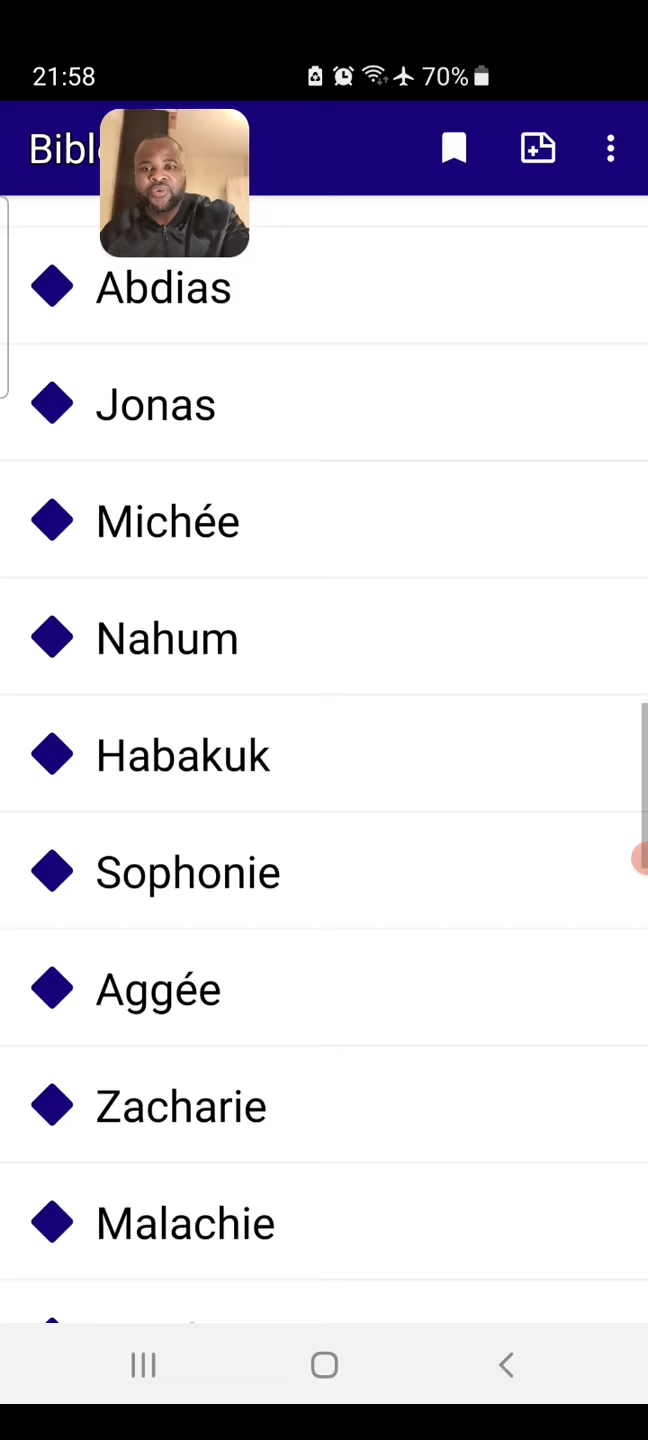 21:58 70%
Bibl
Abdias
Jonas
Michée
Nahum
Habakuk
Sophonie
Aggée
Zacharie
Malachie